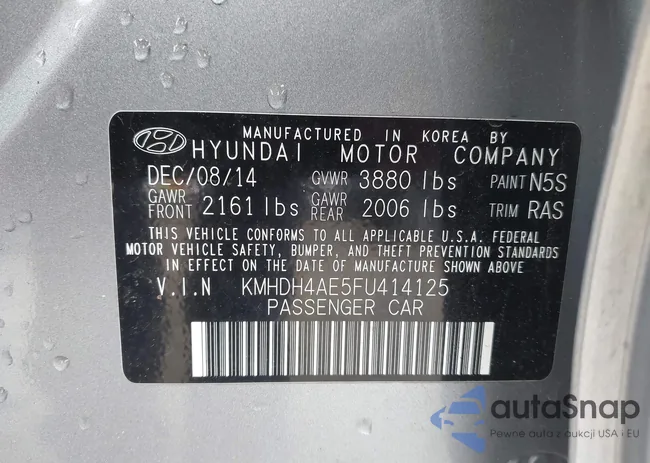 MANUFACTURED IN KOREA BY
HYUNDAI MOTOR COMPANY
DEC/08/14 GVWR 3880 lbs PAINT N5S
GAWR FRONT 2161 lbs GAWR REAR 2006 lbs TRIM RAS
THIS VEHICLE CONFORMS TO ALL APPLICABLE U.S.A. FEDERAL
MOTOR VEHICLE SAFETY, BUMPER, AND THEFT PREVENTION STANDARDS
IN EFFECT ON THE DATE OF MANUFACTURE SHOWN ABOVE.
V.I.N KMHDH4AE5FU414125
PASSENGER CAR
autaSnap
Pewne auta z aukcji USA i EU